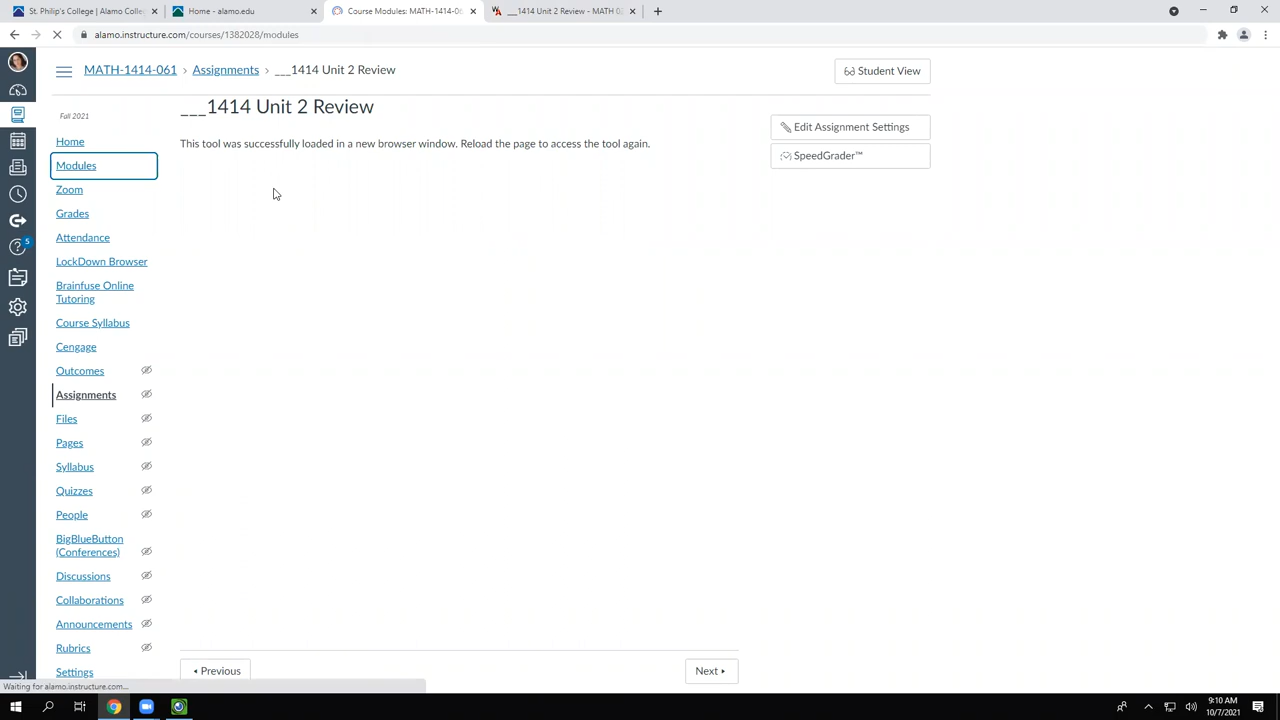 St. Philip's College | Alamo Colle
Home - alamo.edu
Course Modules: MATH-1414-06
___1414 Unit 2 Review - MATH 02
alamo.instructure.com/courses/1382028/modules
MATH-1414-061 › Assignments › ___1414 Unit 2 Review
Student View
Fall 2021
___1414 Unit 2 Review
This tool was successfully loaded in a new browser window. Reload the page to access the tool again.
Edit Assignment Settings
SpeedGrader™
Home
Modules
Zoom
Grades
Attendance
LockDown Browser
5
Brainfuse Online
Tutoring
Course Syllabus
Cengage
Outcomes
Assignments
Files
Pages
Syllabus
Quizzes
People
BigBlueButton
(Conferences)
Discussions
Collaborations
Announcements
Rubrics
Settings
Previous
Next
Waiting for alamo.instructure.com...
9:10 AM
10/7/2021